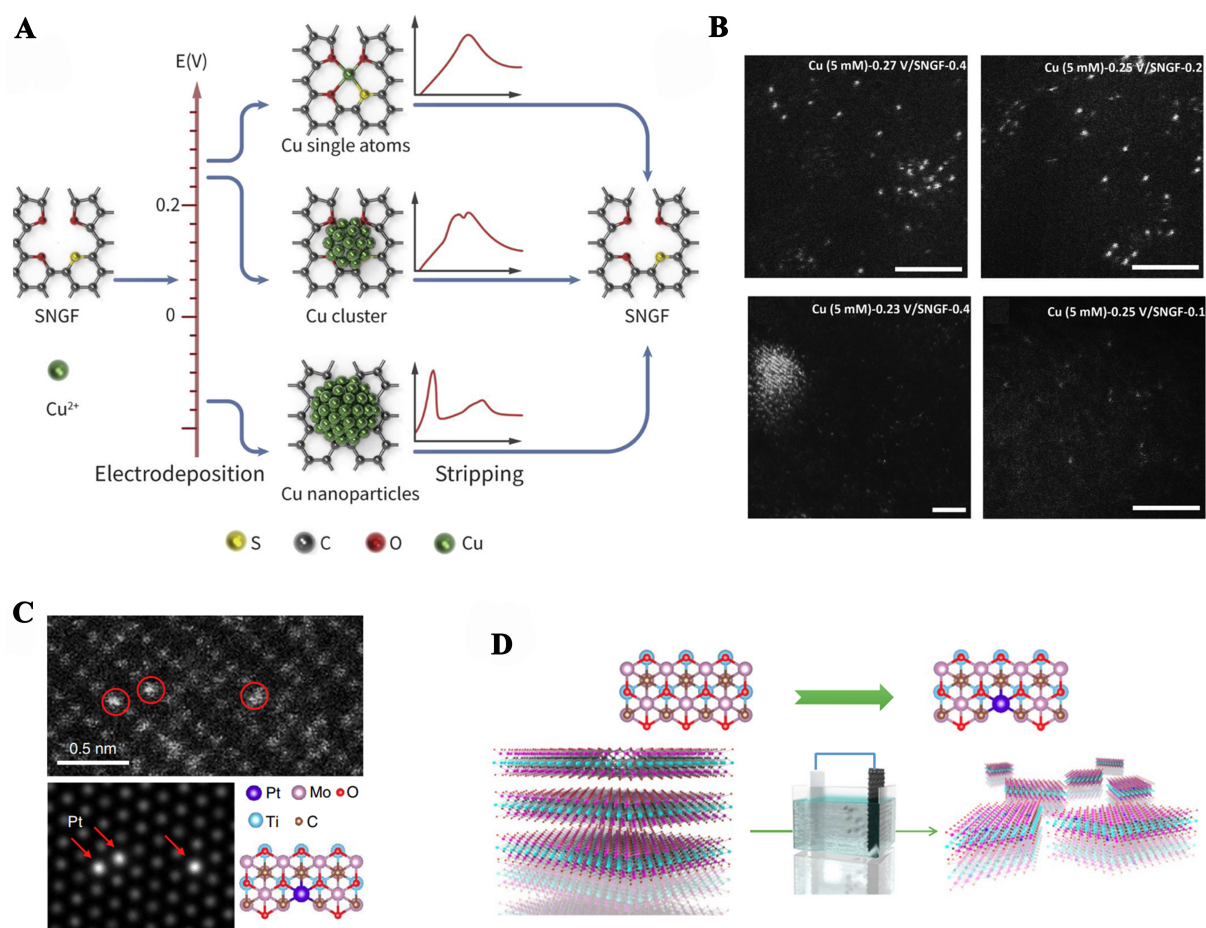 A
E(V)
0.2
0
SNGF
Cu²⁺
Electrodeposition
Cu single atoms
Cu cluster
Cu nanoparticles
Stripping
SNGF
S
C
O
Cu
B
Cu (5 mM)-0.27 V/SNGF-0.4
Cu (5 mM)-0.25 V/SNGF-0.2
Cu (5 mM)-0.23 V/SNGF-0.4
Cu (5 mM)-0.25 V/SNGF-0.1
C
0.5 nm
Pt
Pt
Mo
O
Ti
C
D